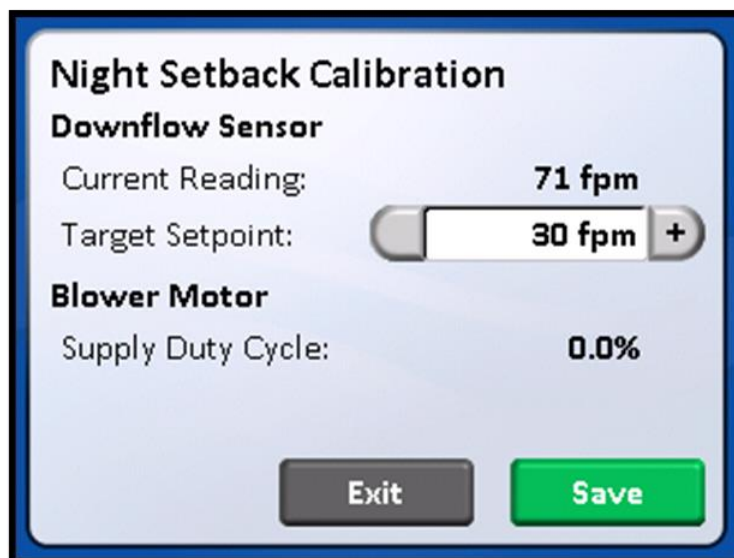 Night Setback Calibration
Downflow Sensor
Current Reading: 71 fpm
Target Setpoint: 30 fpm +
Blower Motor
Supply Duty Cycle: 0.0%
Exit Save